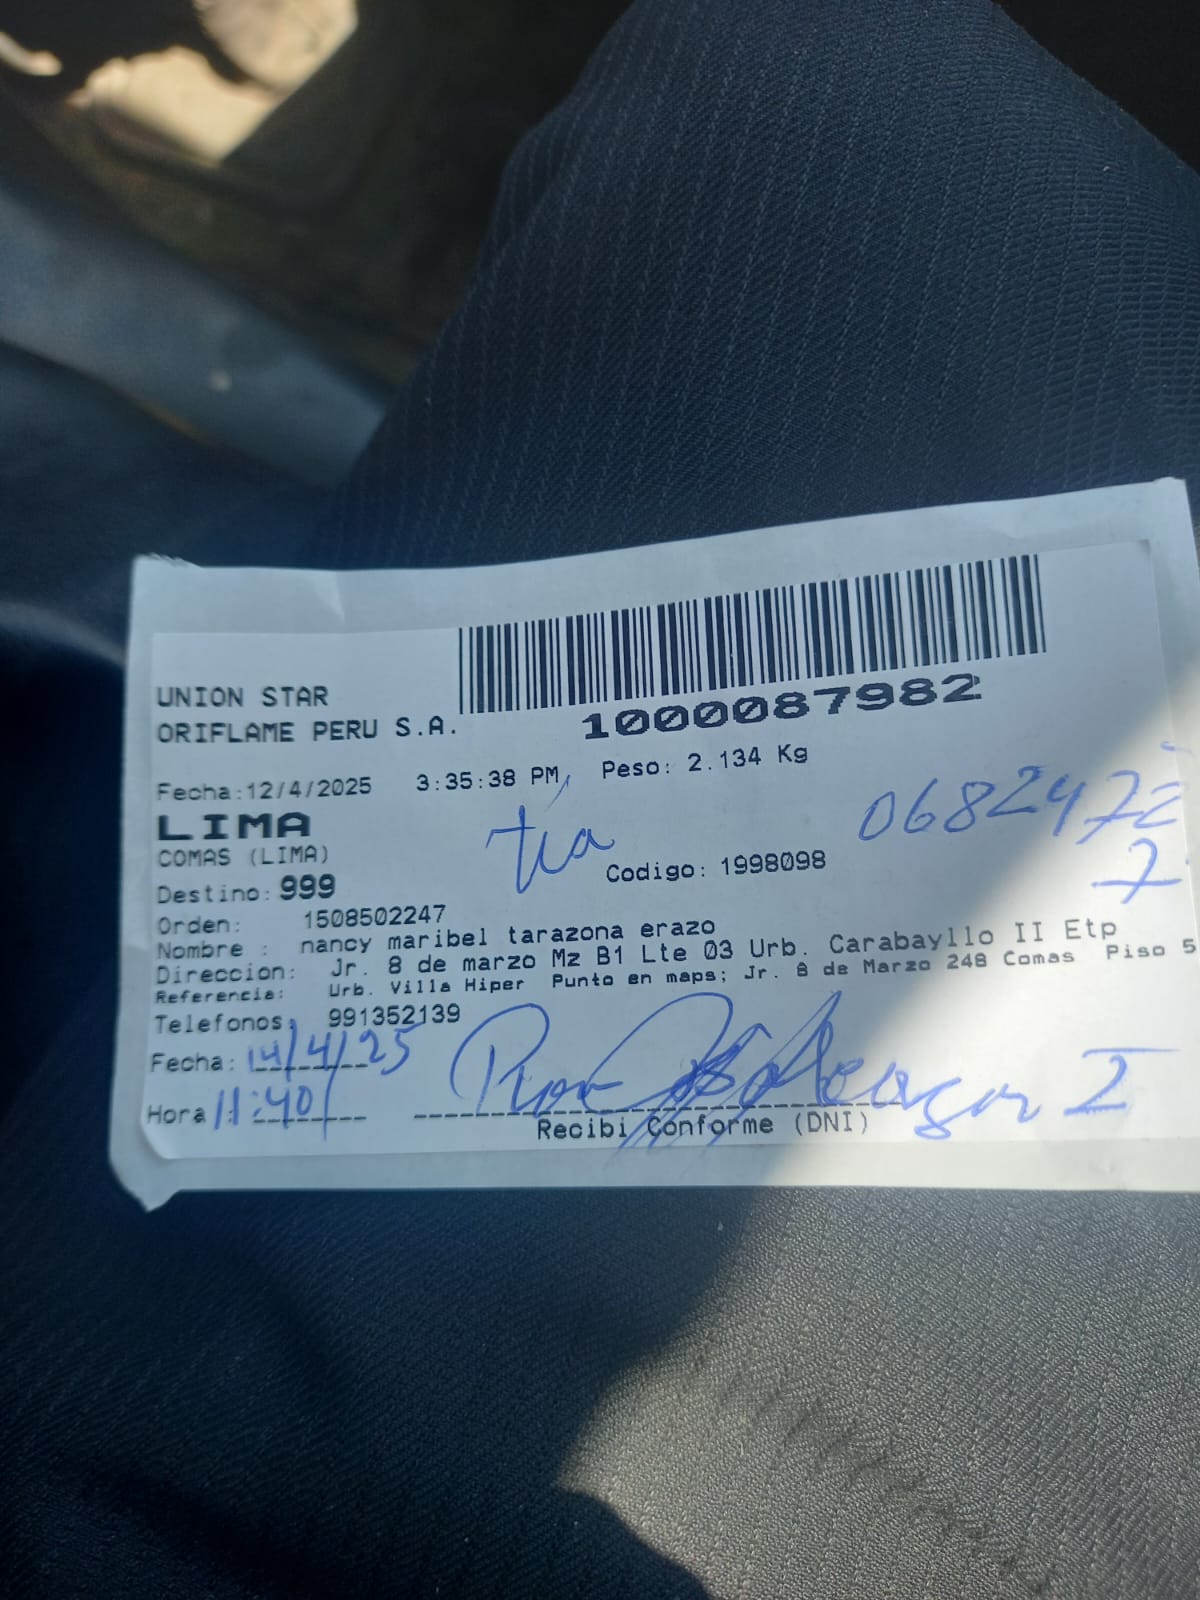 UNION STAR
ORIFLAME PERU S.A.
1000087982
Fecha:12/4/2025 3:35:38 PM Peso: 2.134 Kg
LIMA
COMAS (LIMA)
tía
0682472
7
Destino: 999 Codigo: 1998098
Orden: 1508502247
Nombre : nancy maribel tarazona erazo
Direccion: Jr. 8 de marzo Mz B1 Lte 03 Urb. Carabayllo II Etp
Referencia: Urb. Villa Hiper Punto en maps; Jr. 8 de Marzo 248 Comas Piso 5
Telefonos: 991352139
Fecha: 14/4/25
Hora 11:40
Recibi Conforme (DNI)